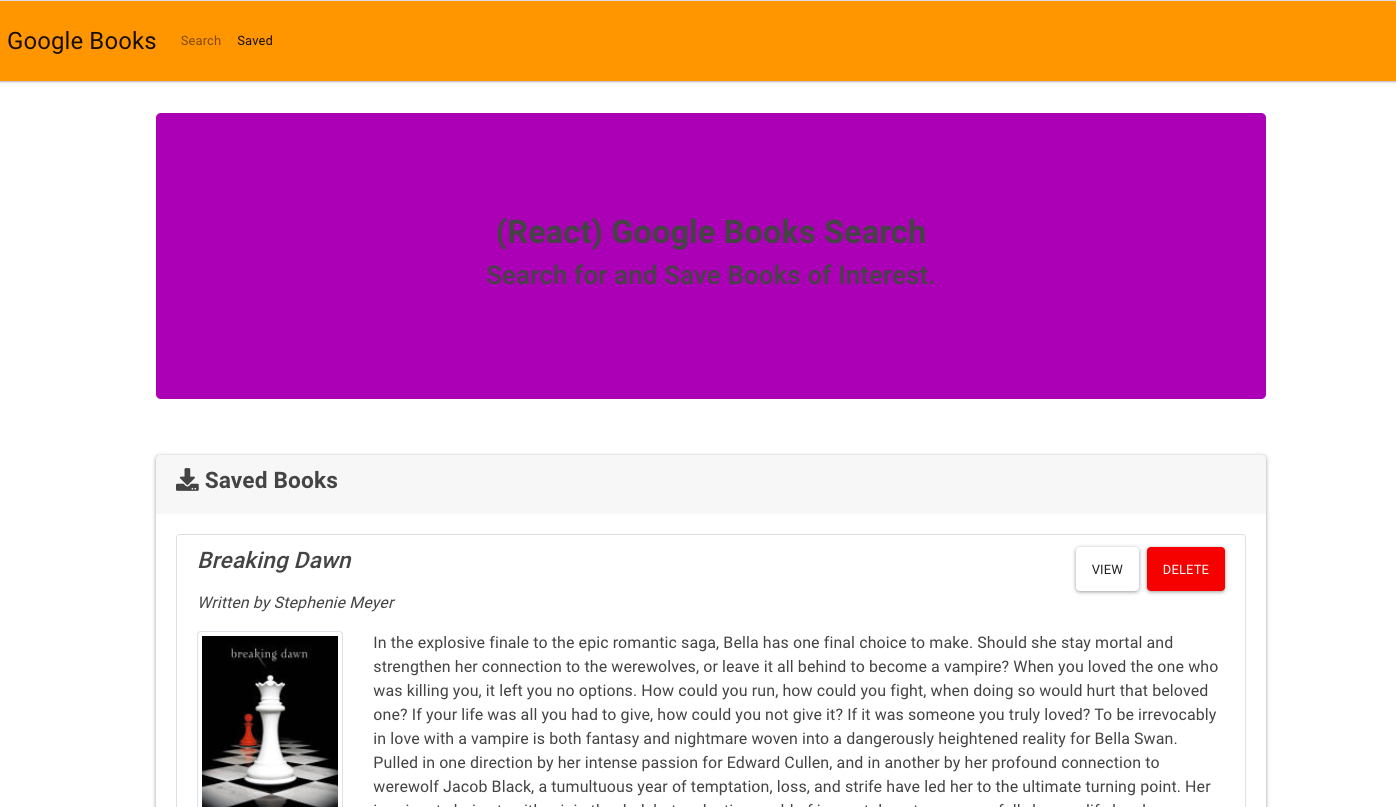 Google Books Search Saved
(React) Google Books Search
Search for and Save Books of Interest.
Saved Books
Breaking Dawn
VIEW DELETE
Written by Stephenie Meyer
breaking dawn
In the explosive finale to the epic romantic saga, Bella has one final choice to make. Should she stay mortal and
strengthen her connection to the werewolves, or leave it all behind to become a vampire? When you loved the one who
was killing you, it left you no options. How could you run, how could you fight, when doing so would hurt that beloved
one? If your life was all you had to give, how could you not give it? If it was someone you truly loved? To be irrevocably
in love with a vampire is both fantasy and nightmare woven into a dangerously heightened reality for Bella Swan.
Pulled in one direction by her intense passion for Edward Cullen, and in another by her profound connection to
werewolf Jacob Black, a tumultuous year of temptation, loss, and strife have led her to the ultimate turning point. Her